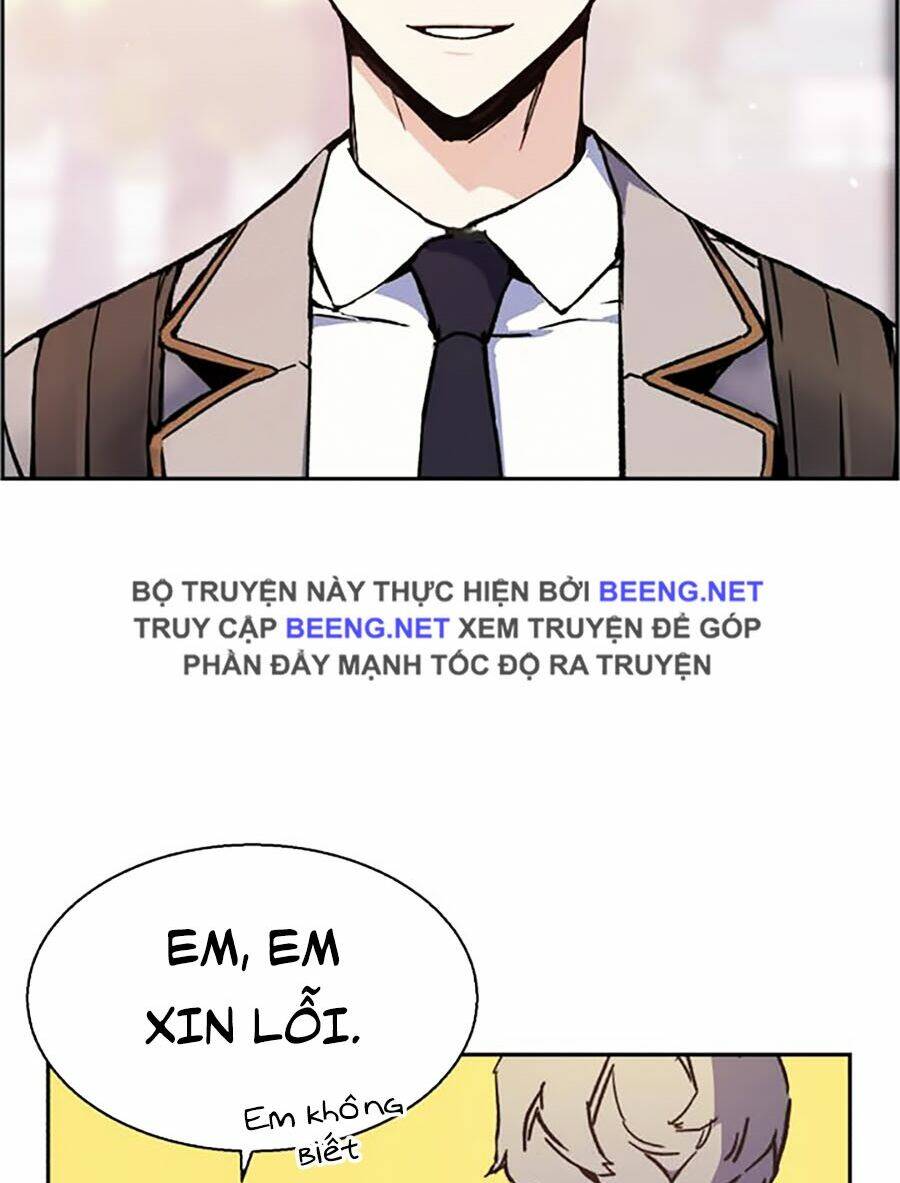 BỘ TRUYỆN NÀY THỰC HIỆN BỞI BEENG.NET
TRUY CẬP BEENG.NET XEM TRUYỆN ĐỂ GÓP
PHẦN ĐẨY MẠNH TỐC ĐỘ RA TRUYỆN
EM, EM
XIN LỖI.
Em không
biết